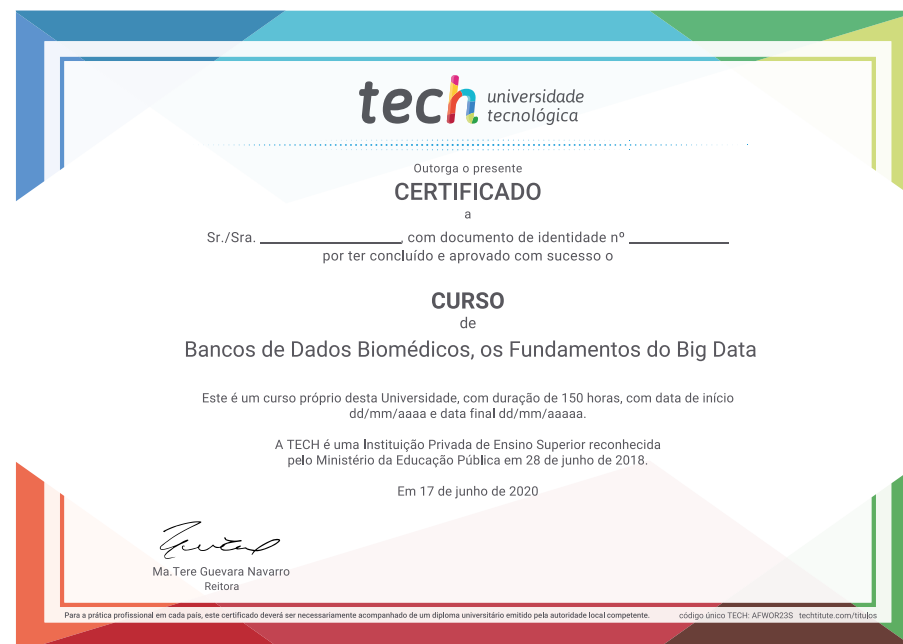 tech universidade
tecnológica
Outorga o presente
CERTIFICADO
a
Sr./Sra. ____________, com documento de identidade nº ____________
por ter concluído e aprovado com sucesso o
CURSO
de
Bancos de Dados Biomédicos, os Fundamentos do Big Data
Este é um curso próprio desta Universidade, com duração de 150 horas, com data de início
dd/mm/aaaa e data final dd/mm/aaaaa.
A TECH é uma Instituição Privada de Ensino Superior reconhecida
pelo Ministério da Educação Pública em 28 de junho de 2018.
Em 17 de junho de 2020
Ma.Tere Guevara Navarro
Reitora
Para a prática profissional em cada país, este certificado deverá ser necessariamente acompanhado de um diploma universitário emitido pela autoridade local competente. código único TECH: AFWOR23S techtitute.com/titulos